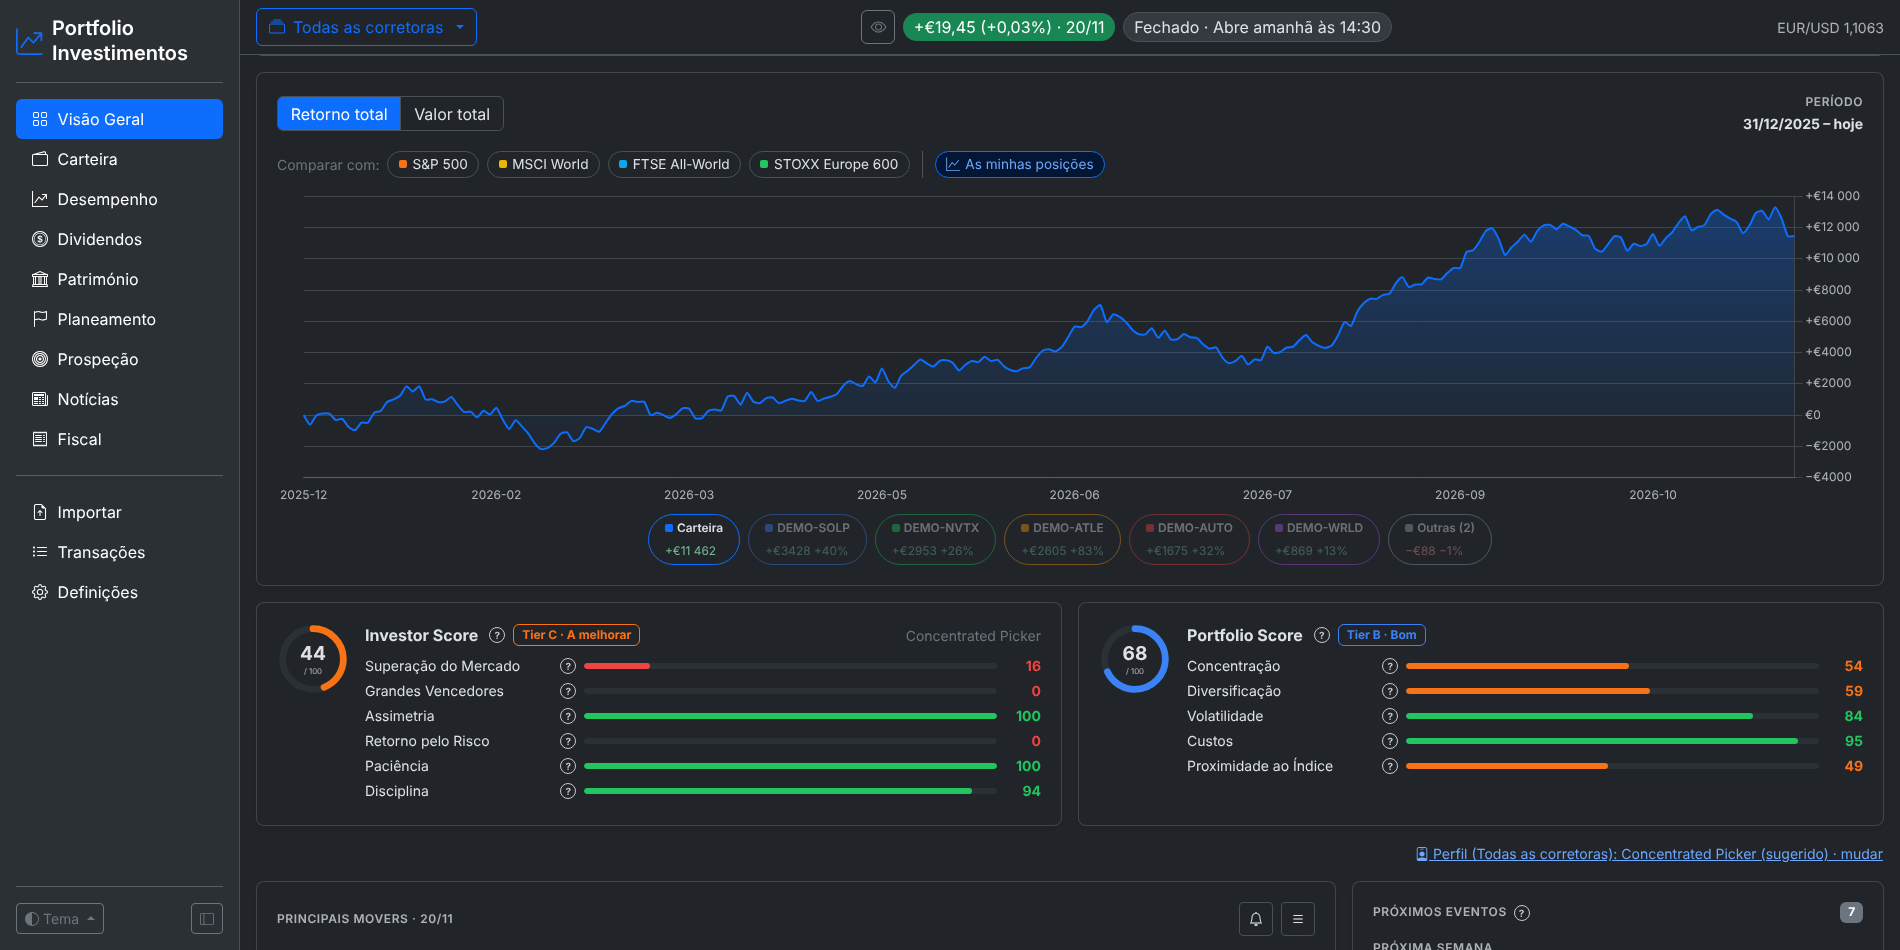 Portfolio
Investimentos
Visão Geral
Carteira
Desempenho
Dividendos
Património
Planeamento
Prospeção
Notícias
Fiscal
Importar
Transações
Definições
Tema
Todas as corretoras
+€19,45 (+0,03%) · 20/11
Fechado · Abre amanhã às 14:30
EUR/USD 1,1063
Retorno total
Valor total
PERÍODO
31/12/2025 – hoje
Comparar com:
S&P 500
MSCI World
FTSE All-World
STOXX Europe 600
As minhas posições
+€14 000
+€12 000
+€10 000
+€8000
+€6000
+€4000
+€2000
€0
−€2000
−€4000
2025-12
2026-02
2026-03
2026-05
2026-06
2026-07
2026-09
2026-10
Carteira
+€11 462
DEMO-SOLP
+€3428 +40%
DEMO-NVTX
+€2953 +26%
DEMO-ATLE
+€2605 +83%
DEMO-AUTO
+€1675 +32%
DEMO-WRLD
+€869 +13%
Outras (2)
−€88 −1%
44
/ 100
Investor Score ? Tier C · A melhorar
Concentrated Picker
Superação do Mercado ? 16
Grandes Vencedores ? 0
Assimetria ? 100
Retorno pelo Risco ? 0
Paciência ? 100
Disciplina ? 94
68
/ 100
Portfolio Score ? Tier B · Bom
Concentração ? 54
Diversificação ? 59
Volatilidade ? 84
Custos ? 95
Proximidade ao Índice ? 49
Perfil (Todas as corretoras): Concentrated Picker (sugerido) · mudar
PRINCIPAIS MOVERS · 20/11
PRÓXIMOS EVENTOS ? 7
PRÓXIMA SEMANA